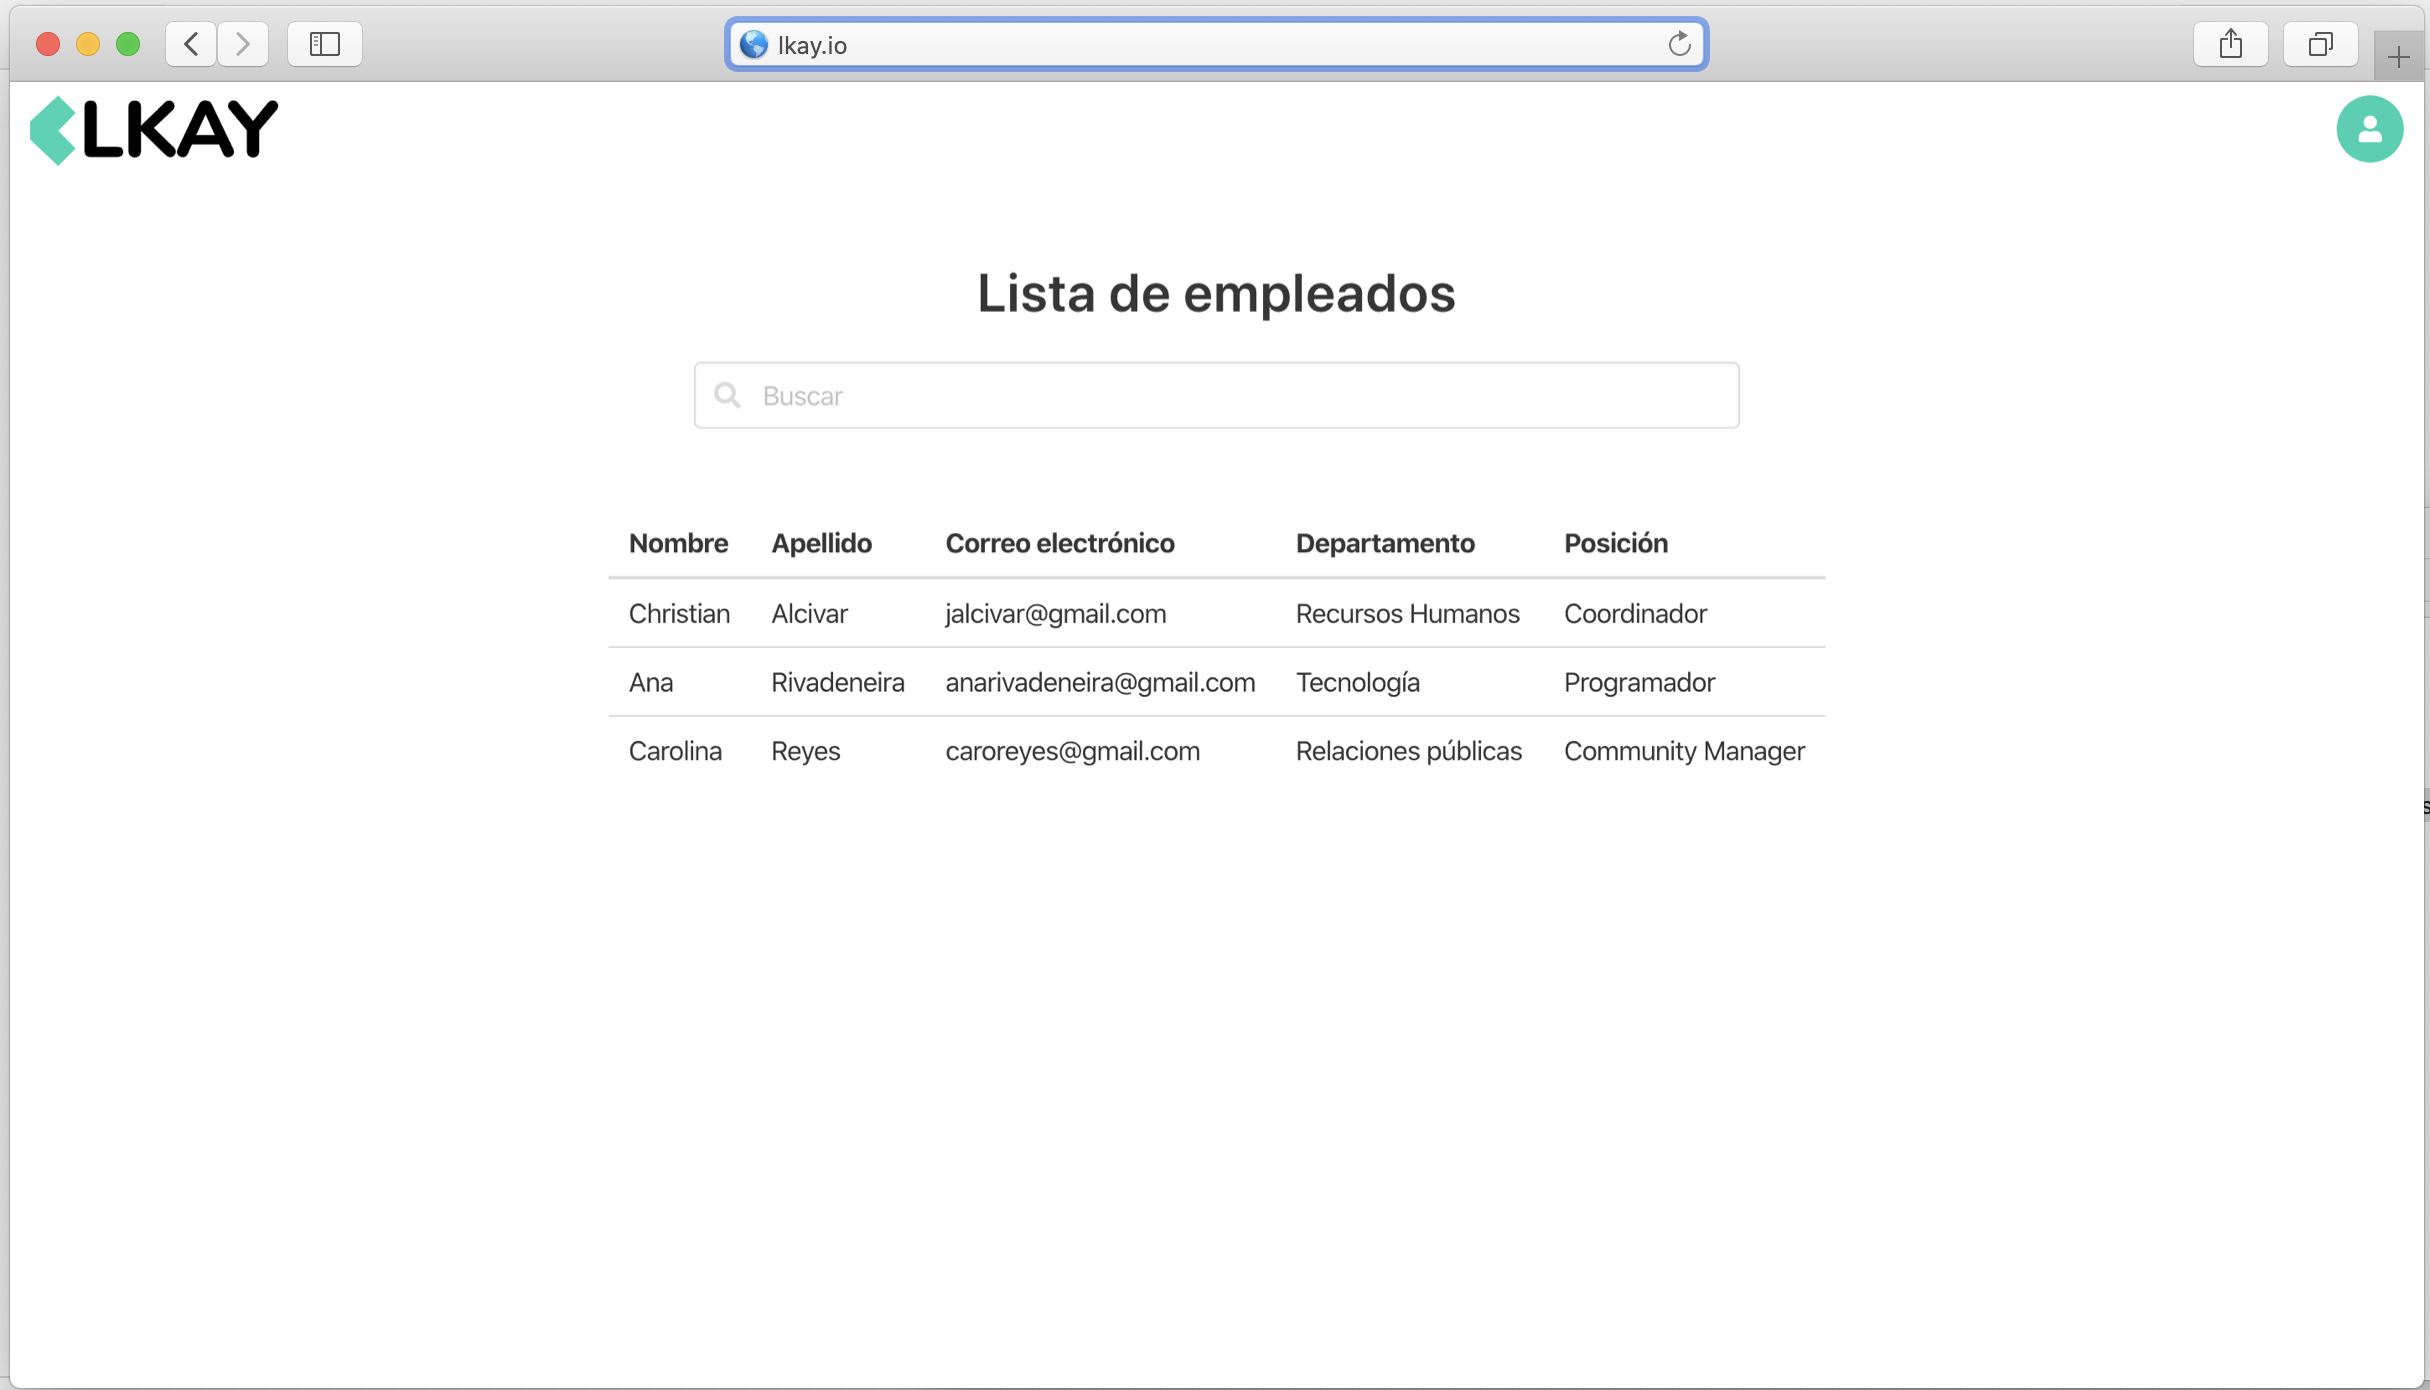 lkay.io
LKAY
Lista de empleados
Buscar
Nombre Apellido Correo electrónico Departamento Posición
Christian Alcivar jalcivar@gmail.com Recursos Humanos Coordinador
Ana Rivadeneira anarivadeneira@gmail.com Tecnología Programador
Carolina Reyes caroreyes@gmail.com Relaciones públicas Community Manager